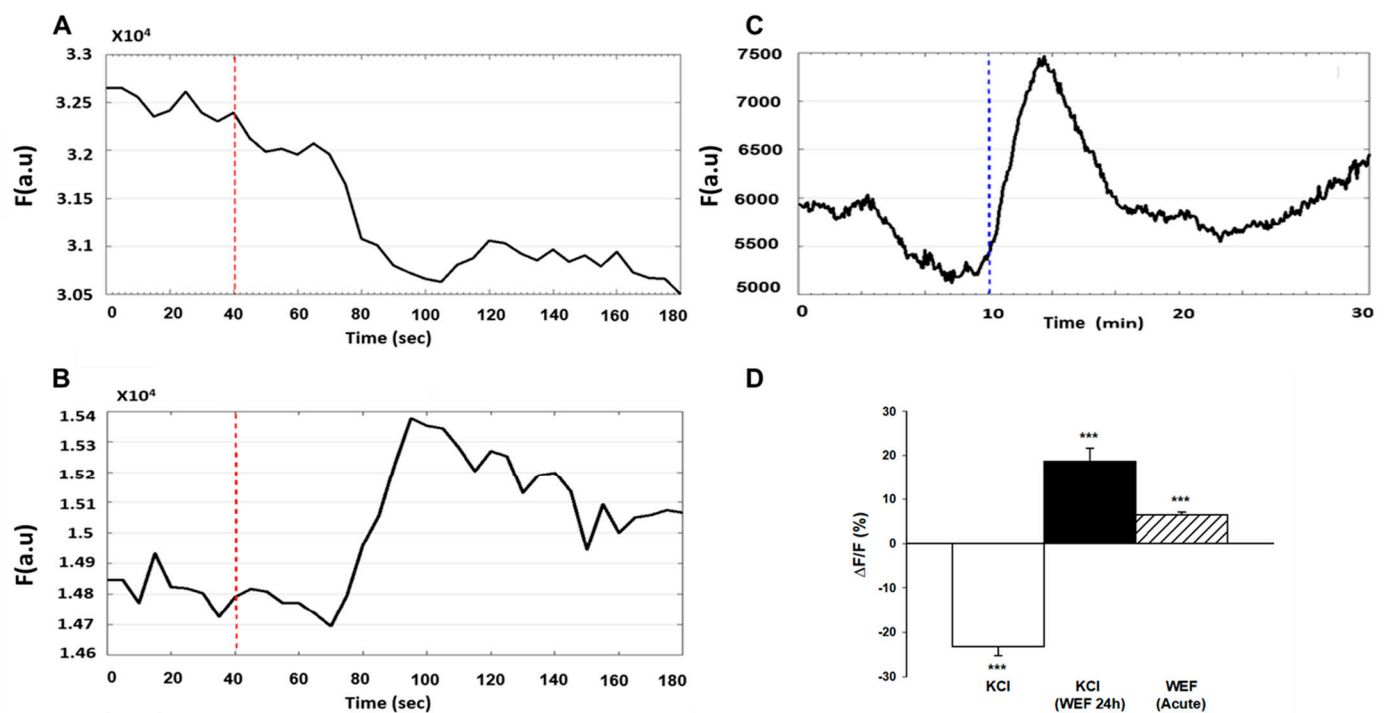 A
X10⁴
3.3
3.25
3.2
3.15
3.1
3.05
F(a.u)
0 20 40 60 80 100 120 140 160 180
Time (sec)
B
X10⁴
1.54
1.53
1.52
1.51
1.5
1.49
1.48
1.47
1.46
F(a.u)
0 20 40 60 80 100 120 140 160 180
Time (sec)
C
7500
7000
6500
6000
5500
5000
F(a.u)
0 10 20 30
Time (min)
D
30
20
10
0
-10
-20
-30
ΔF/F (%)
***
***
***
KCl KCl WEF
(WEF 24h) (Acute)